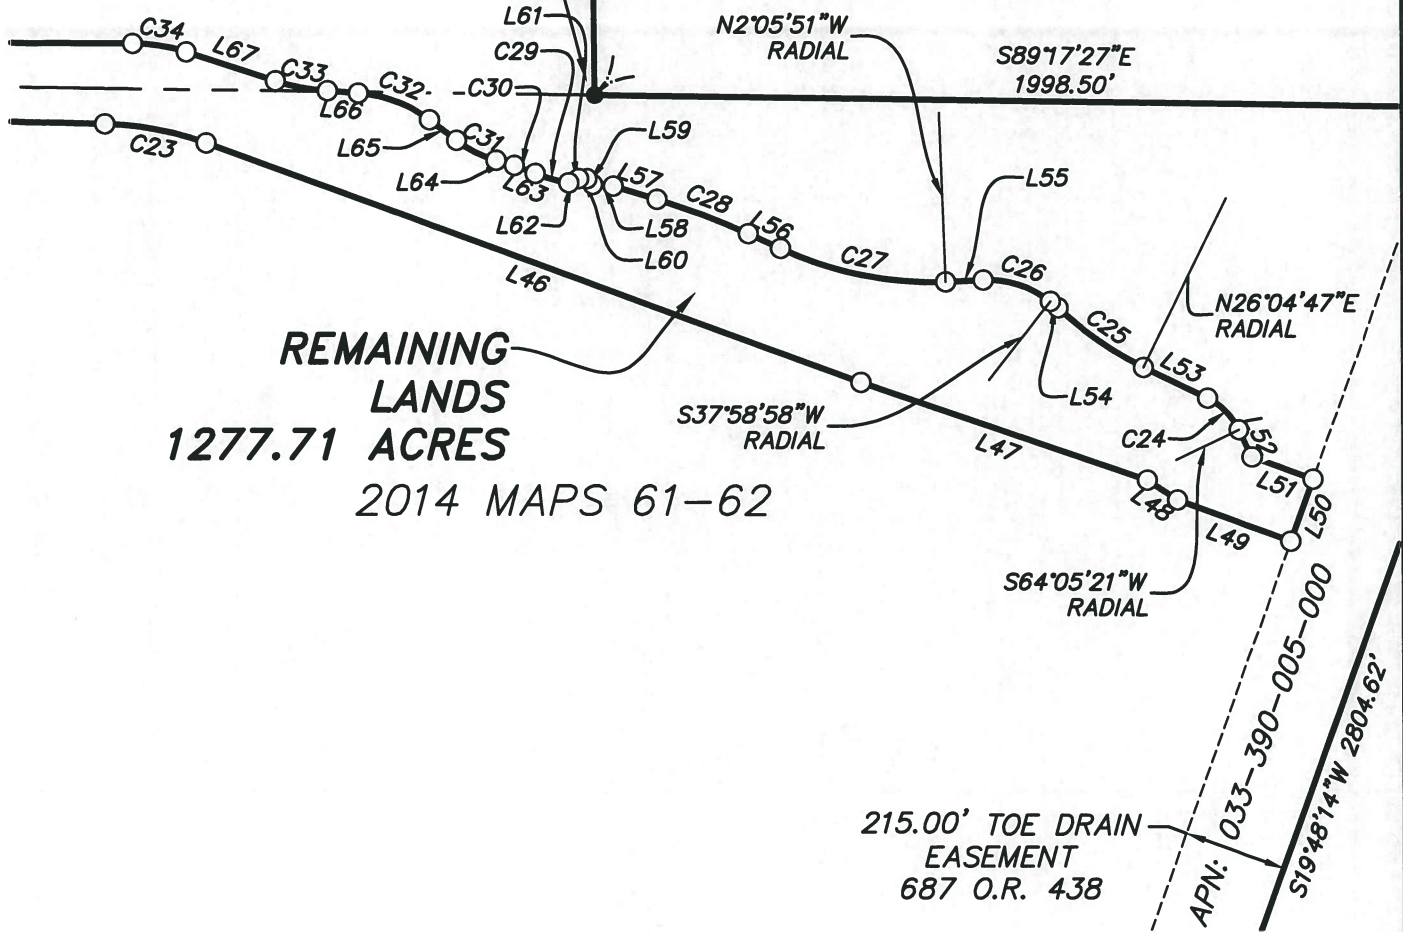 L61
N2°05'51"W
RADIAL
C34
L67
C29
S89°17'27"E
1998.50'
C33
C32
C30
L66
L59
C23
L65
C31
L64
L63
L57
L55
C28
L62
L58
L56
L60
C27
C26
L46
N26°04'47"E
RADIAL
C25
REMAINING
LANDS
1277.71 ACRES
2014 MAPS 61-62
L53
L54
S37°58'58"W
RADIAL
C24
52
L47
L51
L48
L50
L49
S64°05'21"W
RADIAL
215.00' TOE DRAIN
EASEMENT
687 O.R. 438
APN: 033-390-005-000
S19°48'14"W 2804.62'